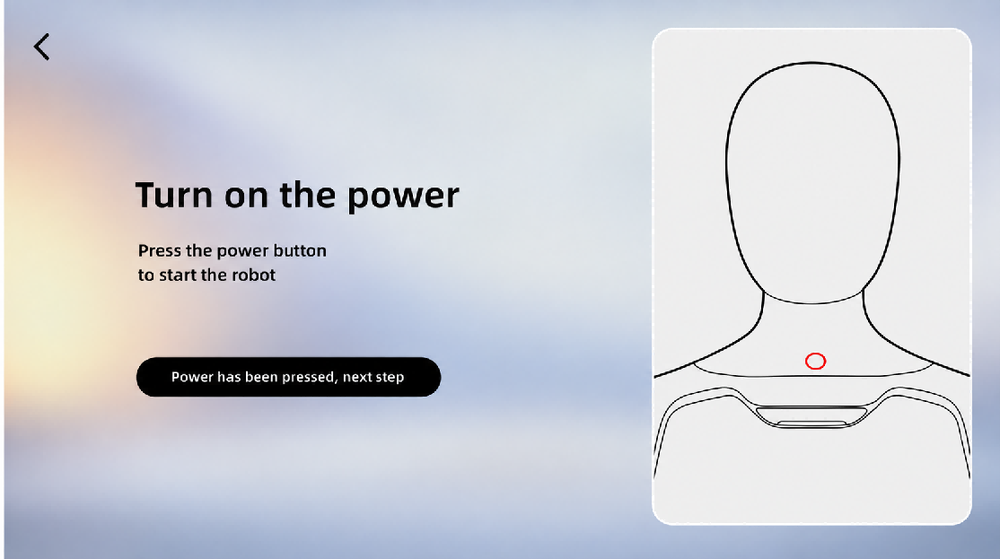 Turn on the power
Press the power button
to start the robot
Power has been pressed, next step